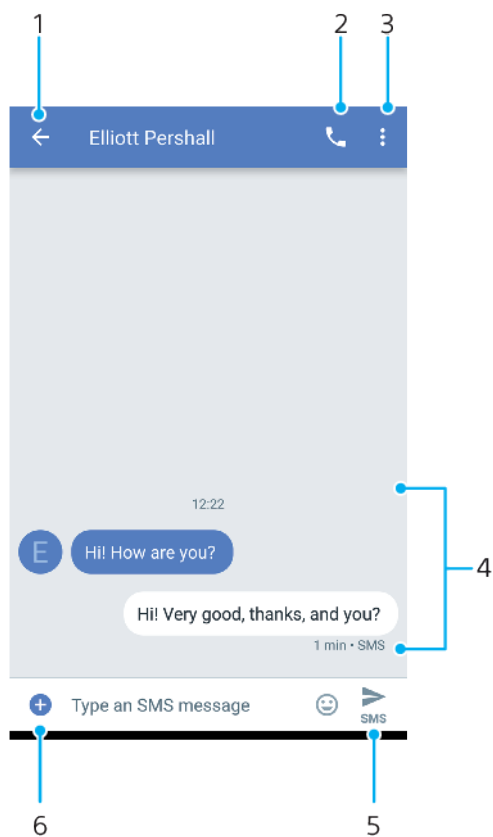 1 2 3
Elliott Pershall
12:22
E Hi! How are you?
Hi! Very good, thanks, and you?
1 min • SMS
4
Type an SMS message
SMS
6 5